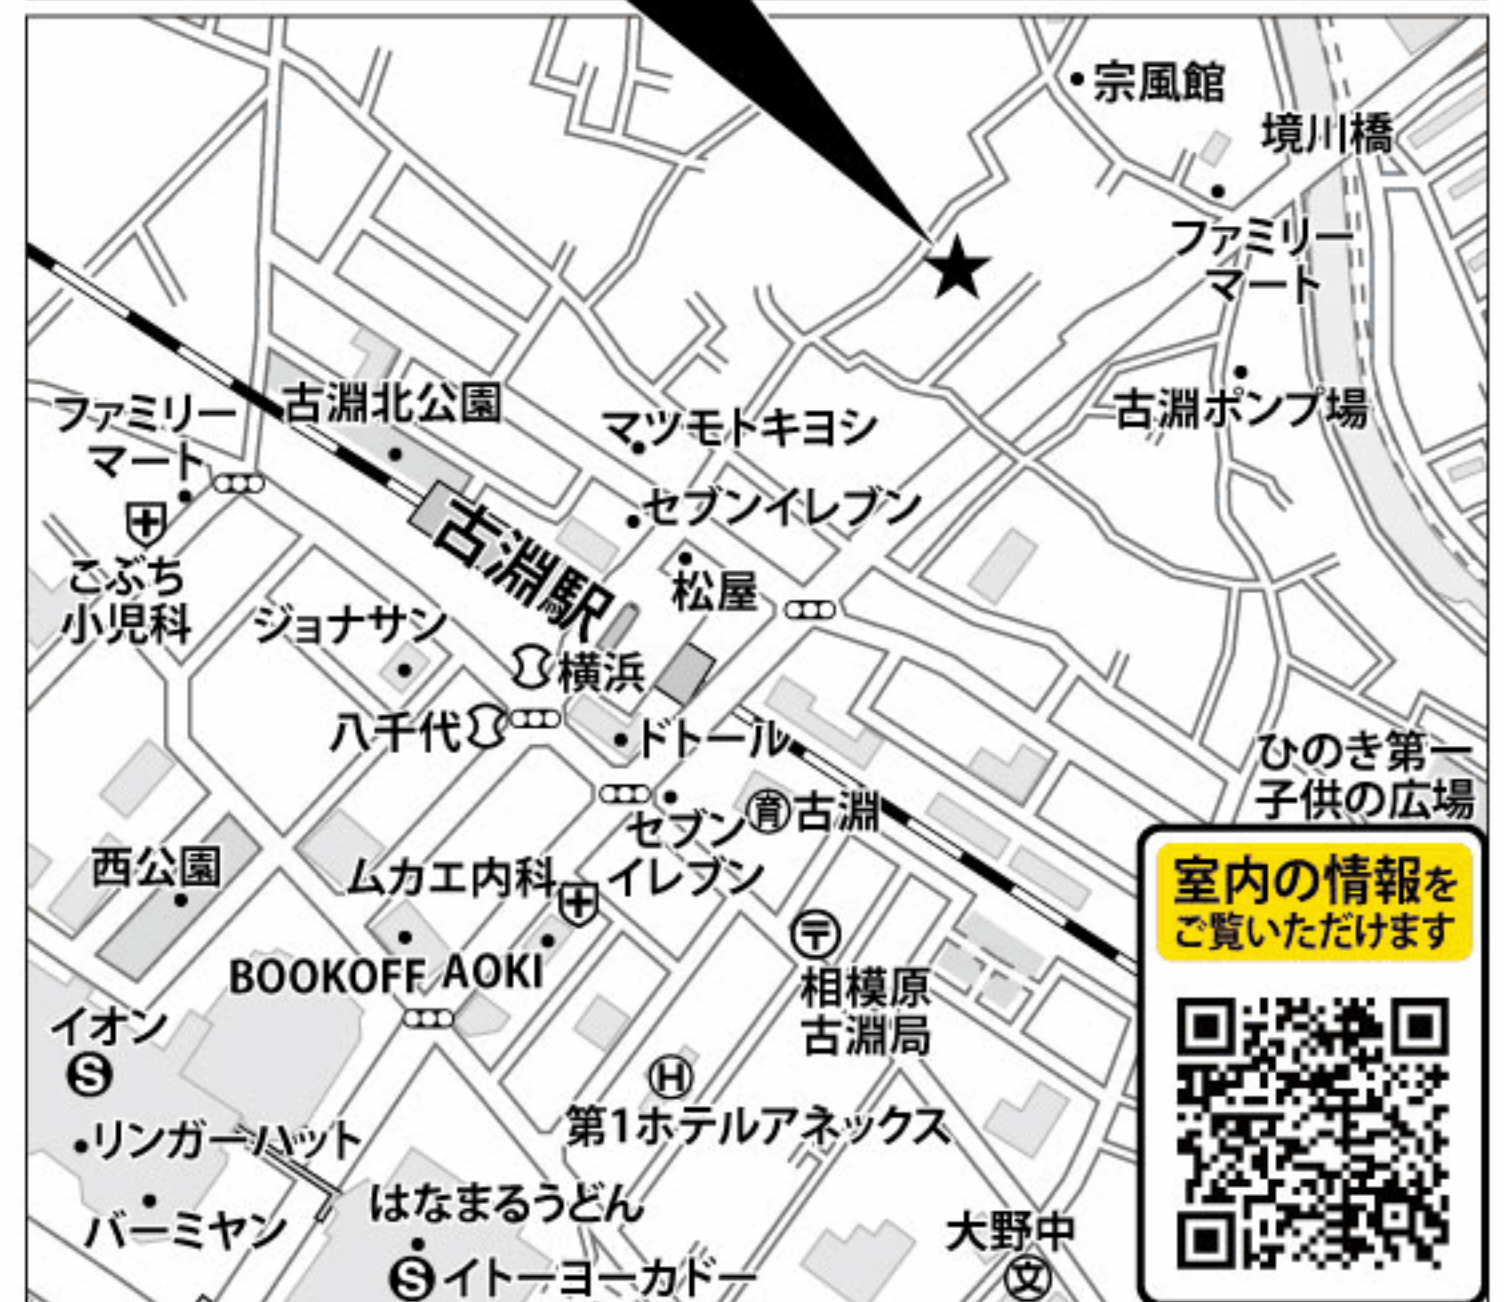 宗風館
境川橋
ファミリー
マート
古淵ポンプ場
古淵北公園
ファミリー
マート
マツモトキヨシ
セブンイレブン
古淵駅
松屋
こぶち
小児科
ジョナサン
横浜
八千代
ドトール
ひのき第一
子供の広場
育
古淵
セブン
イレブン
西公園
ムカエ内科
BOOKOFF
AOKI
〒
相模原
古淵局
イオン
S
H
第1ホテルアネックス
リンガーハット
バーミヤン
はなまるうどん
S
イトーヨーカドー
大野中
文
室内の情報を
ご覧いただけます